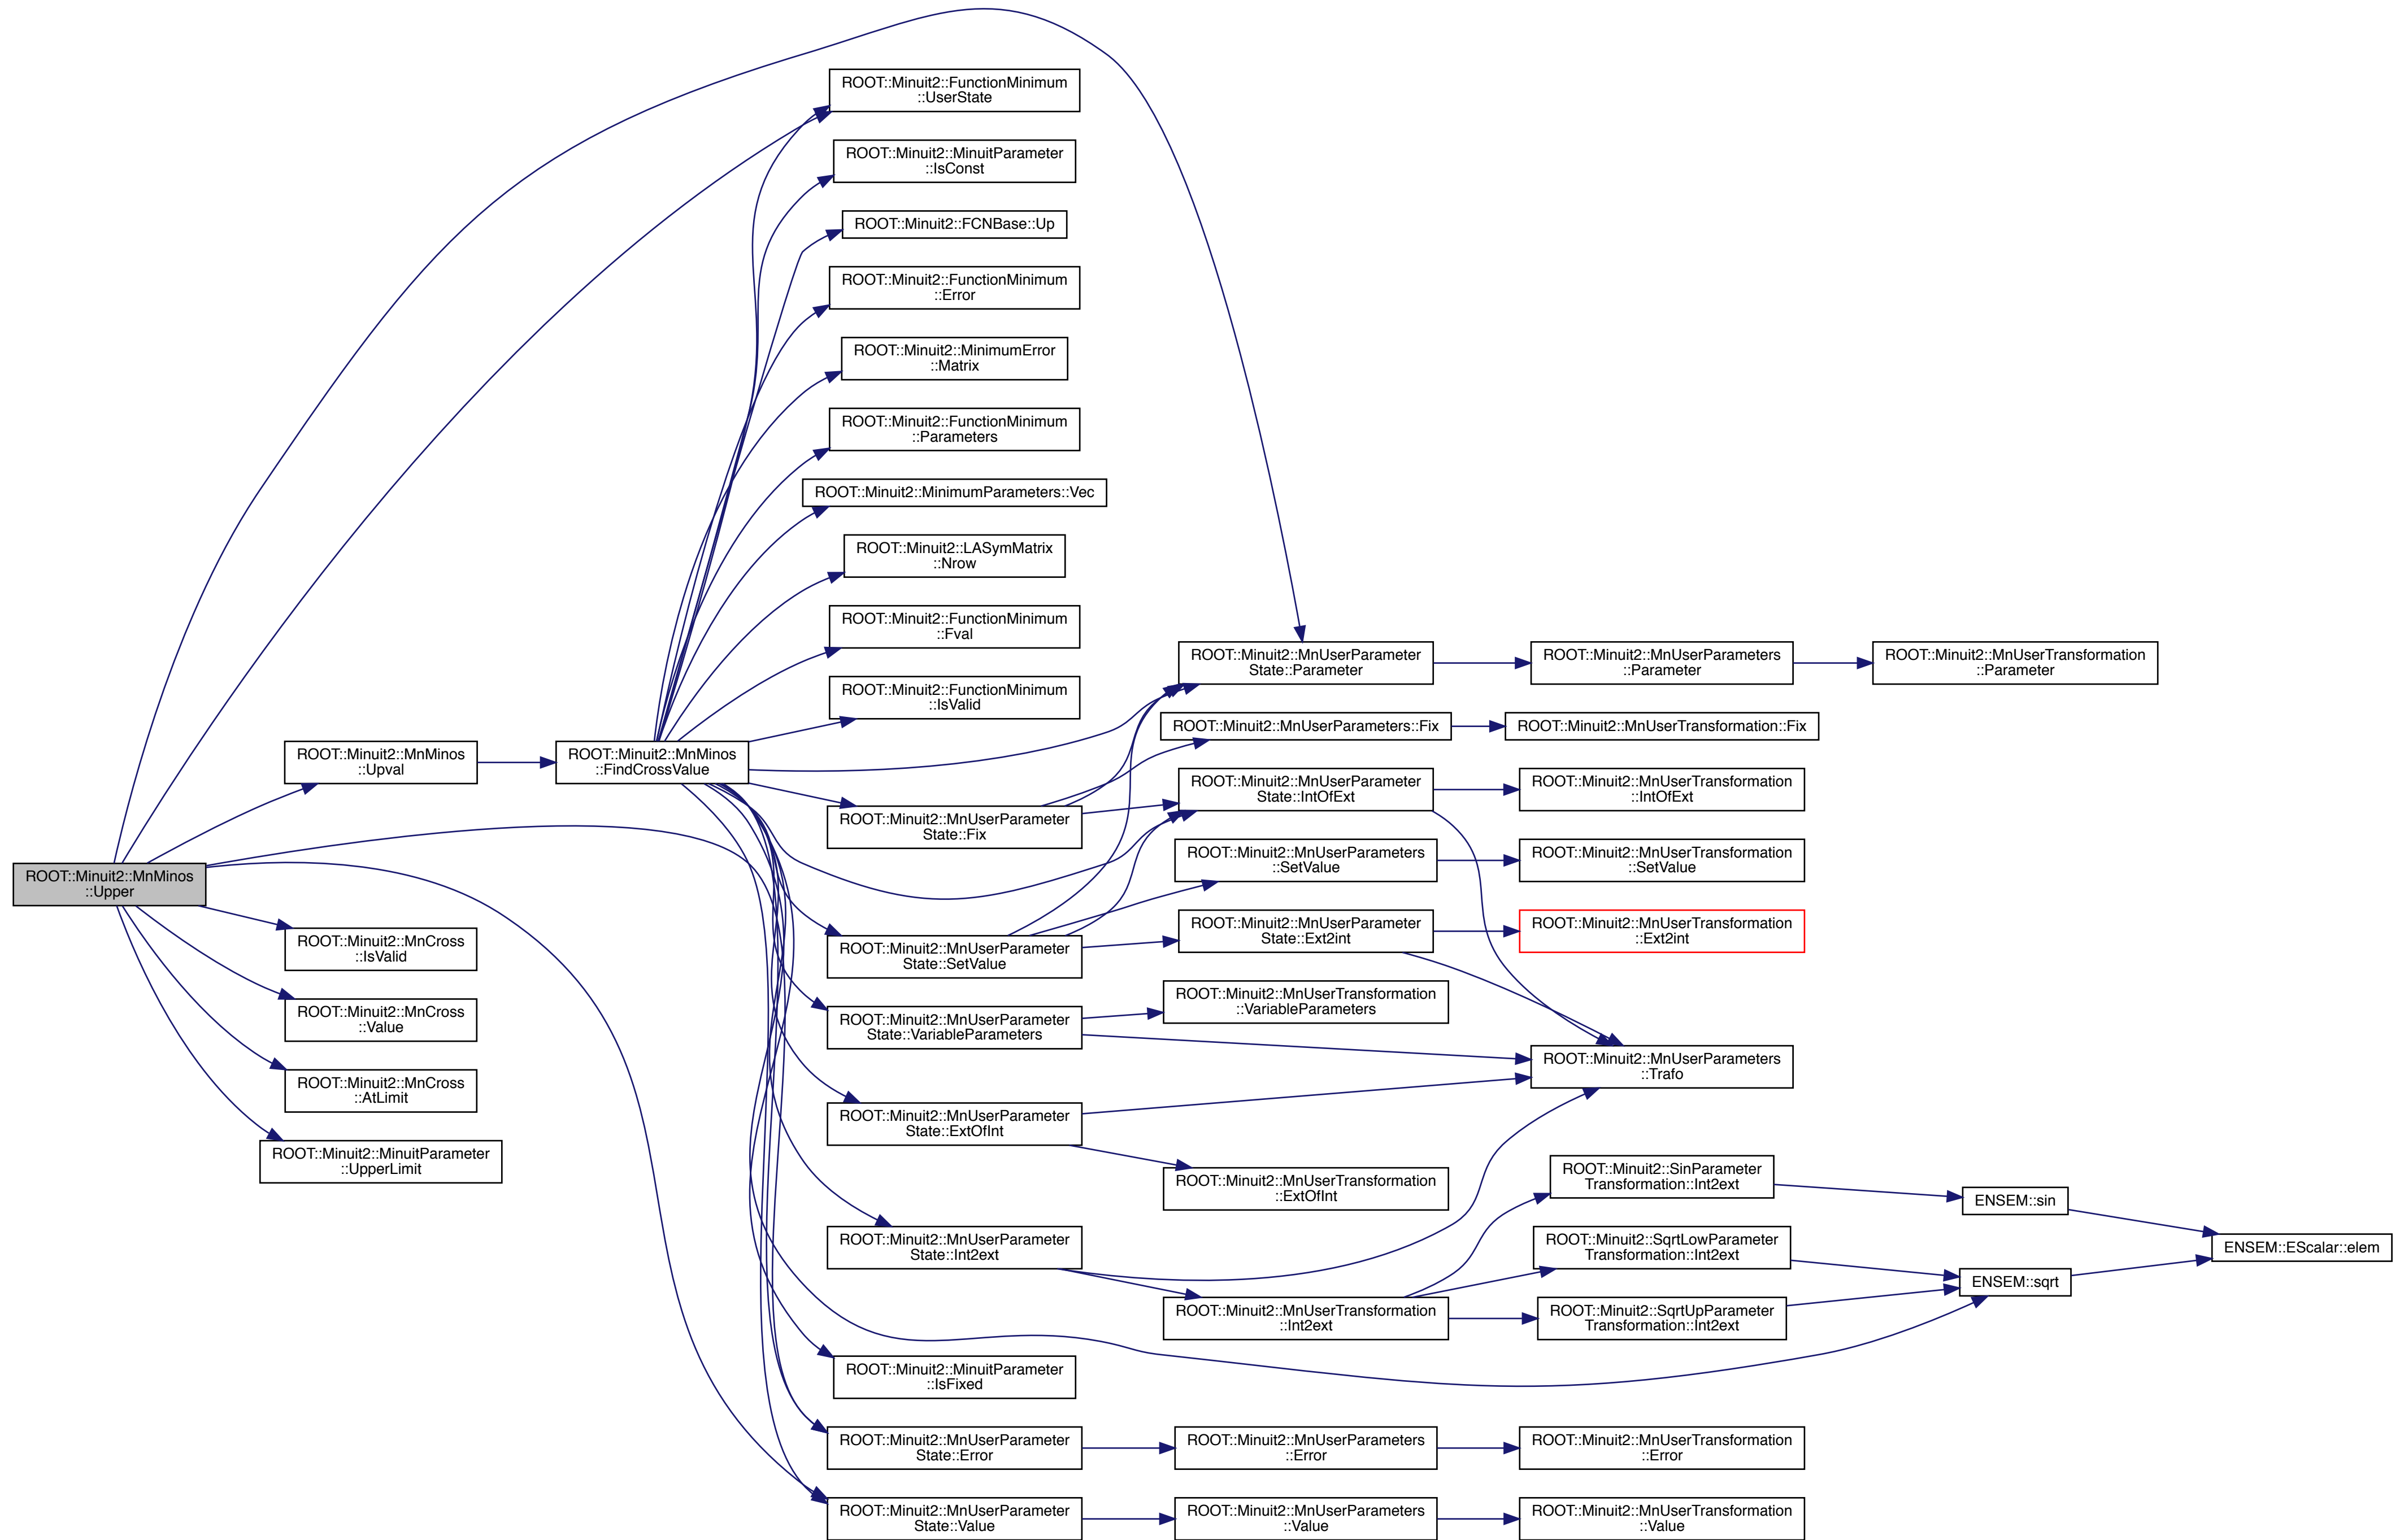 ROOT::Minuit2::MnMinos
::Upper
ROOT::Minuit2::MnMinos
::Upval
ROOT::Minuit2::MnCross
::IsValid
ROOT::Minuit2::MnCross
::Value
ROOT::Minuit2::MnCross
::AtLimit
ROOT::Minuit2::MinuitParameter
::UpperLimit
ROOT::Minuit2::MnMinos
::FindCrossValue
ROOT::Minuit2::FunctionMinimum
::UserState
ROOT::Minuit2::MinuitParameter
::IsConst
ROOT::Minuit2::FCNBase::Up
ROOT::Minuit2::FunctionMinimum
::Error
ROOT::Minuit2::MinimumError
::Matrix
ROOT::Minuit2::FunctionMinimum
::Parameters
ROOT::Minuit2::MinimumParameters::Vec
ROOT::Minuit2::LASymMatrix
::Nrow
ROOT::Minuit2::FunctionMinimum
::Fval
ROOT::Minuit2::FunctionMinimum
::IsValid
ROOT::Minuit2::MnUserParameter
State::Fix
ROOT::Minuit2::MnUserParameter
State::SetValue
ROOT::Minuit2::MnUserParameter
State::VariableParameters
ROOT::Minuit2::MnUserParameter
State::ExtOfInt
ROOT::Minuit2::MnUserParameter
State::Int2ext
ROOT::Minuit2::MinuitParameter
::IsFixed
ROOT::Minuit2::MnUserParameter
State::Error
ROOT::Minuit2::MnUserParameter
State::Value
ROOT::Minuit2::MnUserParameter
State::Parameter
ROOT::Minuit2::MnUserParameters::Fix
ROOT::Minuit2::MnUserParameter
State::IntOfExt
ROOT::Minuit2::MnUserParameters
::SetValue
ROOT::Minuit2::MnUserParameter
State::Ext2int
ROOT::Minuit2::MnUserTransformation
::VariableParameters
ROOT::Minuit2::MnUserTransformation
::ExtOfInt
ROOT::Minuit2::MnUserTransformation
::Int2ext
ROOT::Minuit2::MnUserParameters
::Error
ROOT::Minuit2::MnUserParameters
::Value
ROOT::Minuit2::MnUserParameters
::Parameter
ROOT::Minuit2::MnUserTransformation::Fix
ROOT::Minuit2::MnUserTransformation
::IntOfExt
ROOT::Minuit2::MnUserTransformation
::SetValue
ROOT::Minuit2::MnUserTransformation
::Ext2int
ROOT::Minuit2::MnUserParameters
::Trafo
ROOT::Minuit2::SinParameter
Transformation::Int2ext
ROOT::Minuit2::SqrtLowParameter
Transformation::Int2ext
ROOT::Minuit2::SqrtUpParameter
Transformation::Int2ext
ROOT::Minuit2::MnUserTransformation
::Error
ROOT::Minuit2::MnUserTransformation
::Value
ROOT::Minuit2::MnUserTransformation
::Parameter
ENSEM::sin
ENSEM::sqrt
ENSEM::EScalar::elem